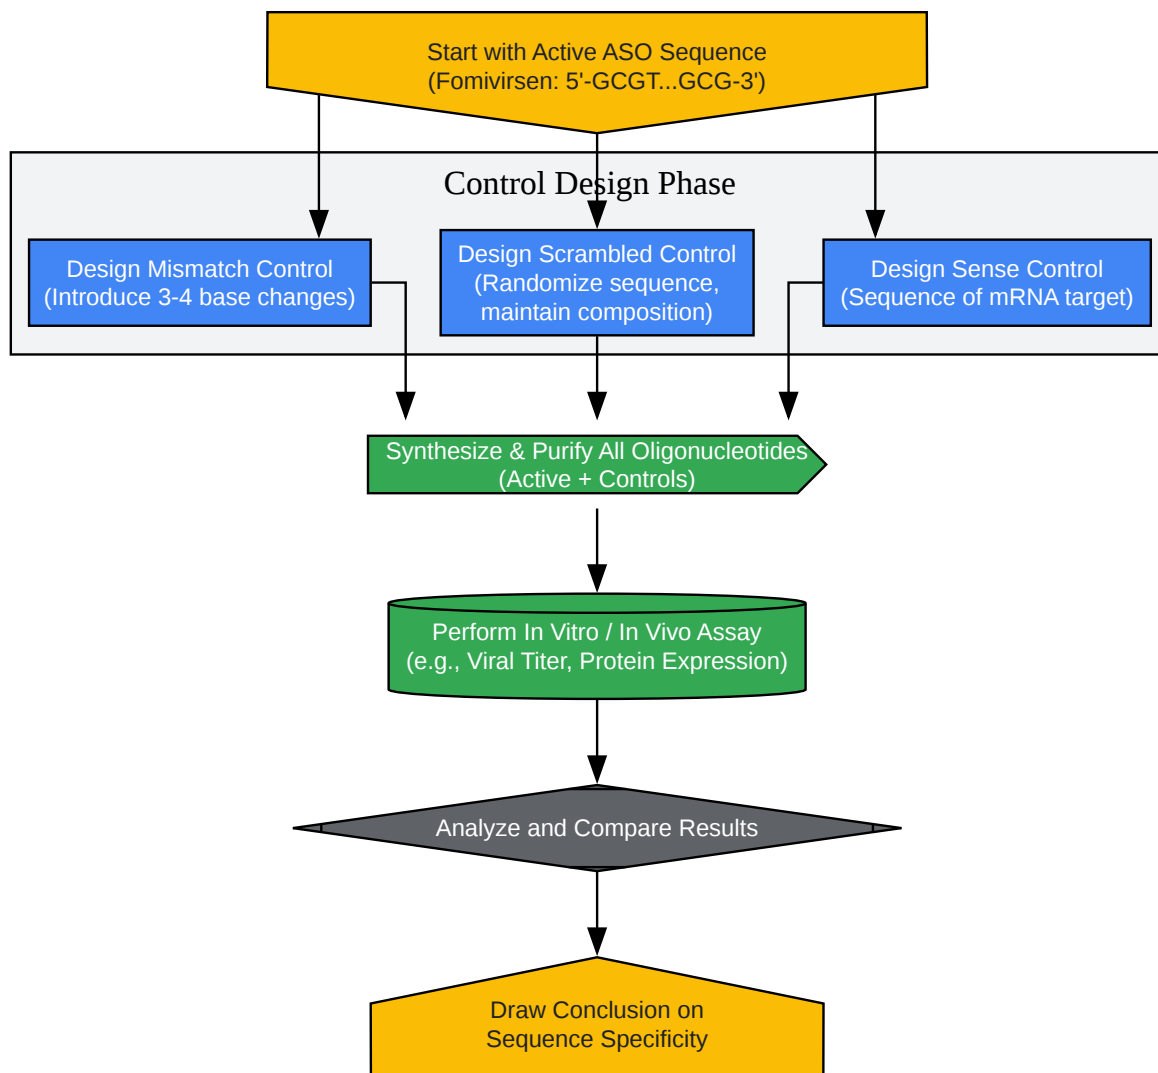 Start with Active ASO Sequence
(Fomivirsen: 5'-GCGT...GCG-3')
Control Design Phase
Design Mismatch Control
(Introduce 3-4 base changes)
Design Scrambled Control
(Randomize sequence,
maintain composition)
Design Sense Control
(Sequence of mRNA target)
Synthesize & Purify All Oligonucleotides
(Active + Controls)
Perform In Vitro / In Vivo Assay
(e.g., Viral Titer, Protein Expression)
Analyze and Compare Results
Draw Conclusion on
Sequence Specificity